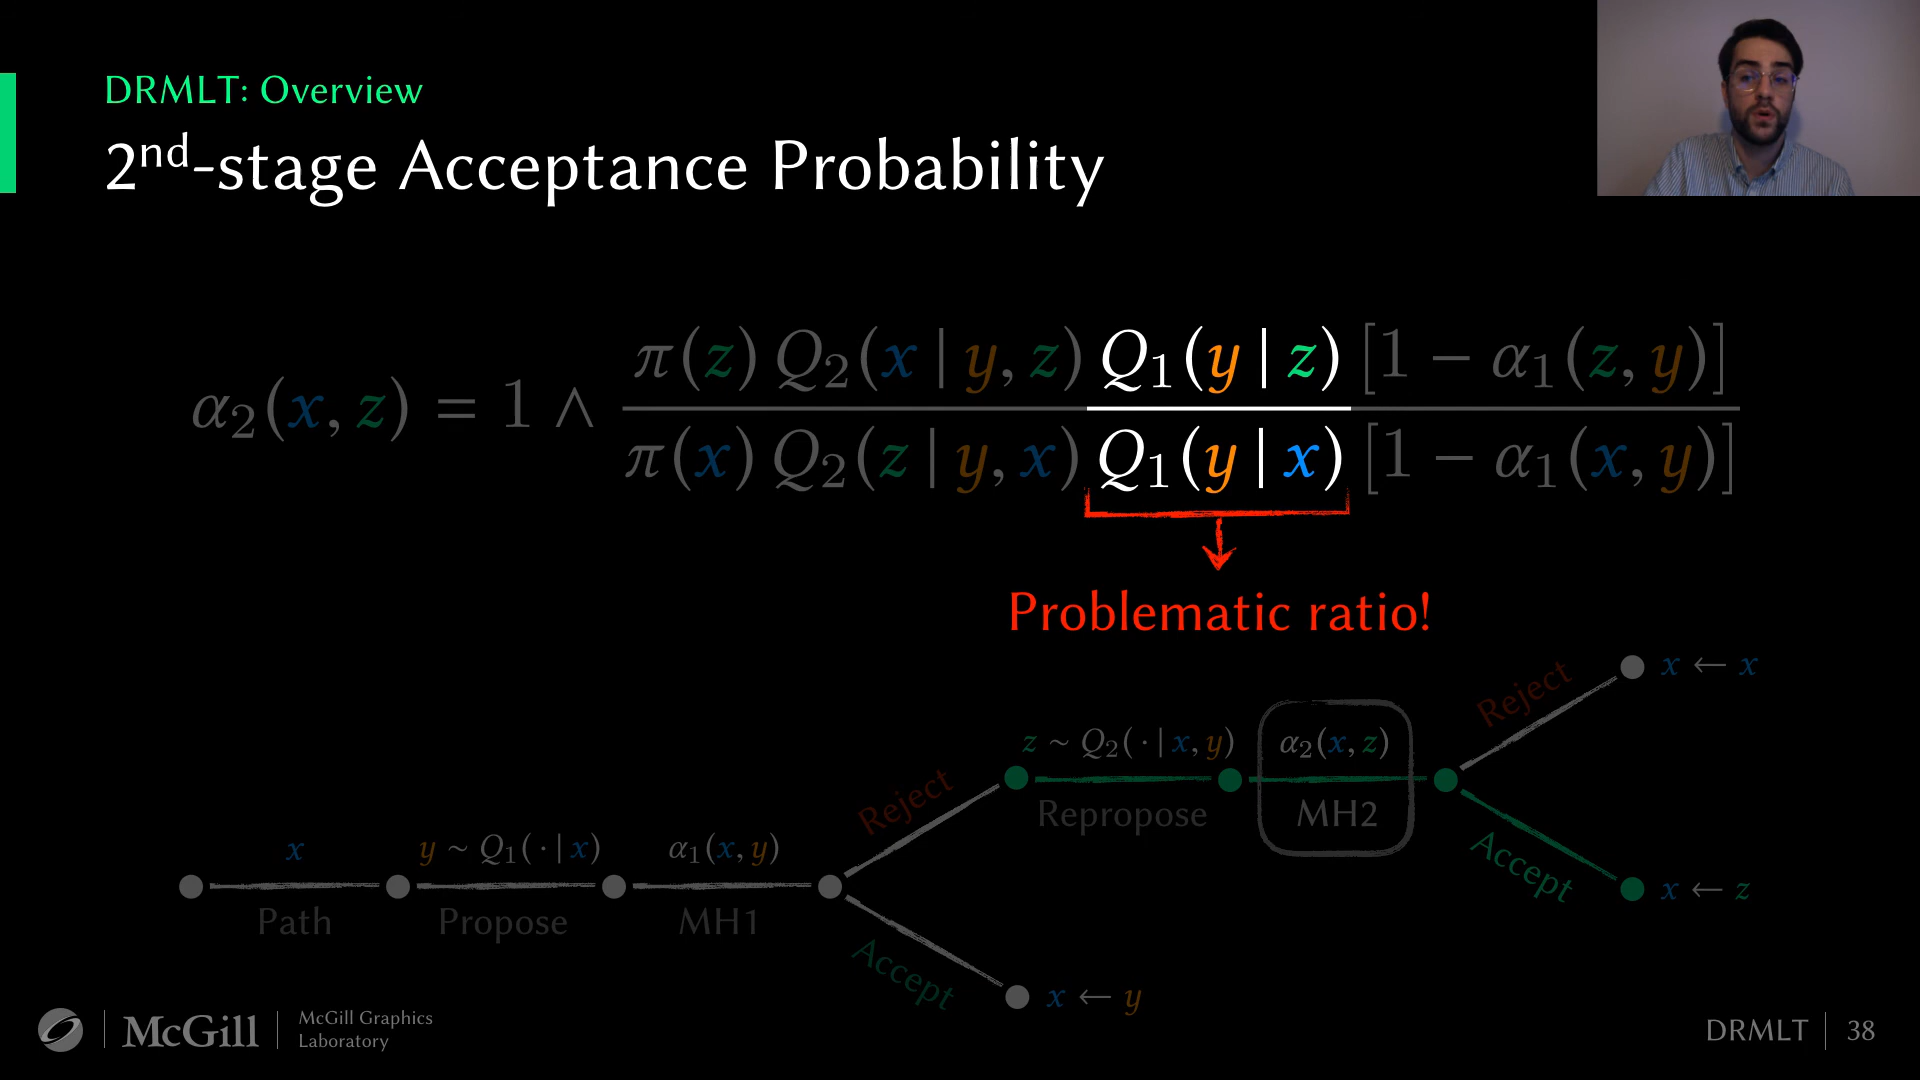 DRMLT: Overview
2nd-stage Acceptance Probability
α₂(x, z) = 1 ∧ π(z) Q₂(x | y, z) Q₁(y | z) [1 − α₁(z, y)]
π(x) Q₂(z | y, x) Q₁(y | x) [1 − α₁(x, y)]
Problematic ratio!
Reject
x ← x
z ~ Q₂( · | x, y)
α₂(x, z)
Repropose
MH2
Reject
Accept
x ← z
x
y ~ Q₁( · | x)
α₁(x, y)
Path
Propose
MH1
Accept
x ← y
McGill
McGill Graphics
Laboratory
DRMLT
38